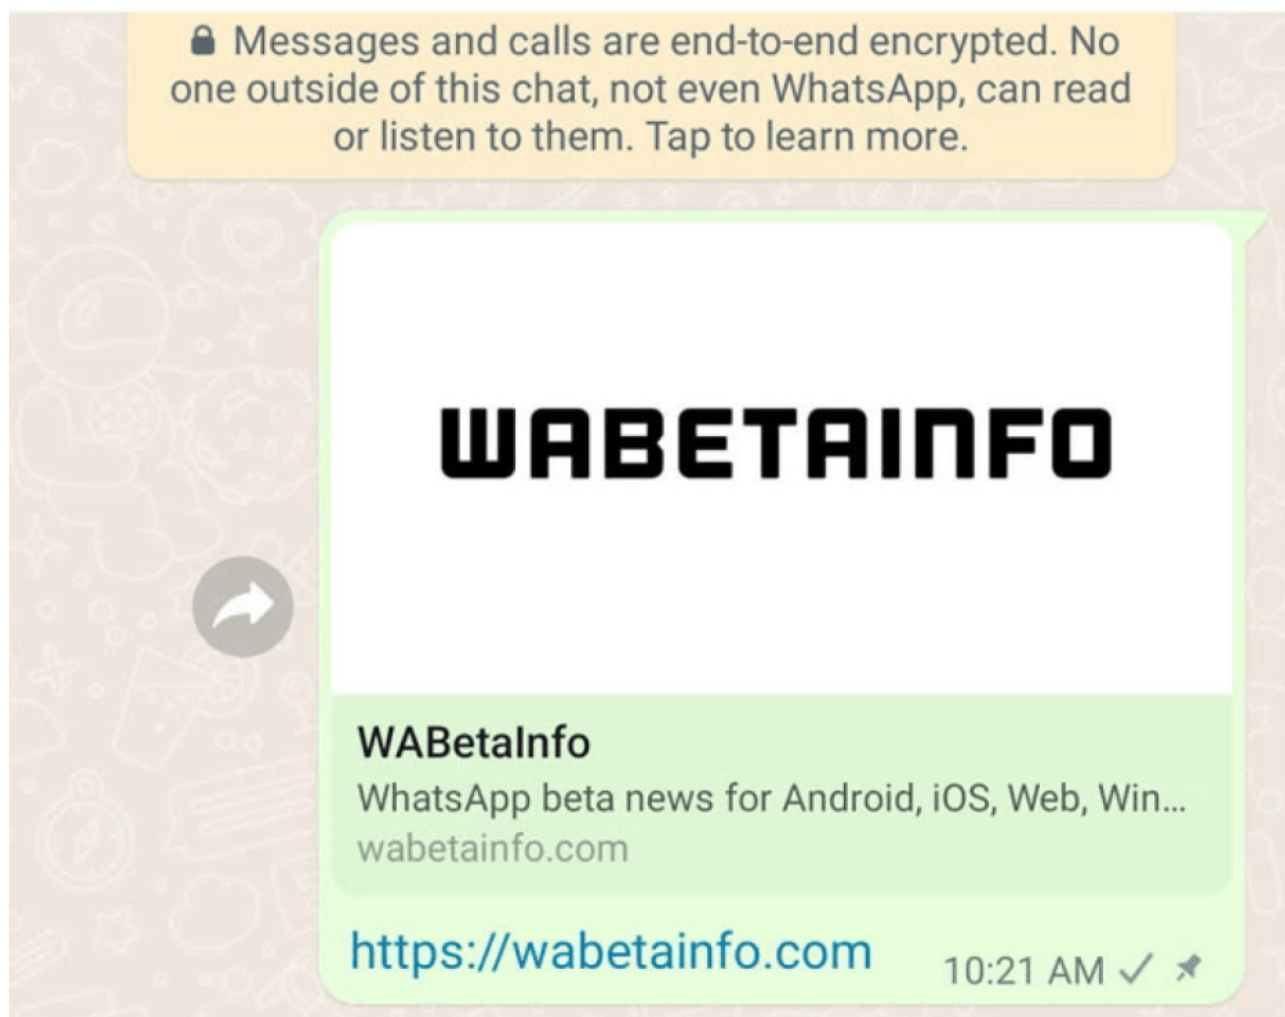 Messages and calls are end-to-end encrypted. No
one outside of this chat, not even WhatsApp, can read
or listen to them. Tap to learn more.
WABETAINFO
WABetaInfo
WhatsApp beta news for Android, iOS, Web, Win...
wabetainfo.com
https://wabetainfo.com
10:21 AM